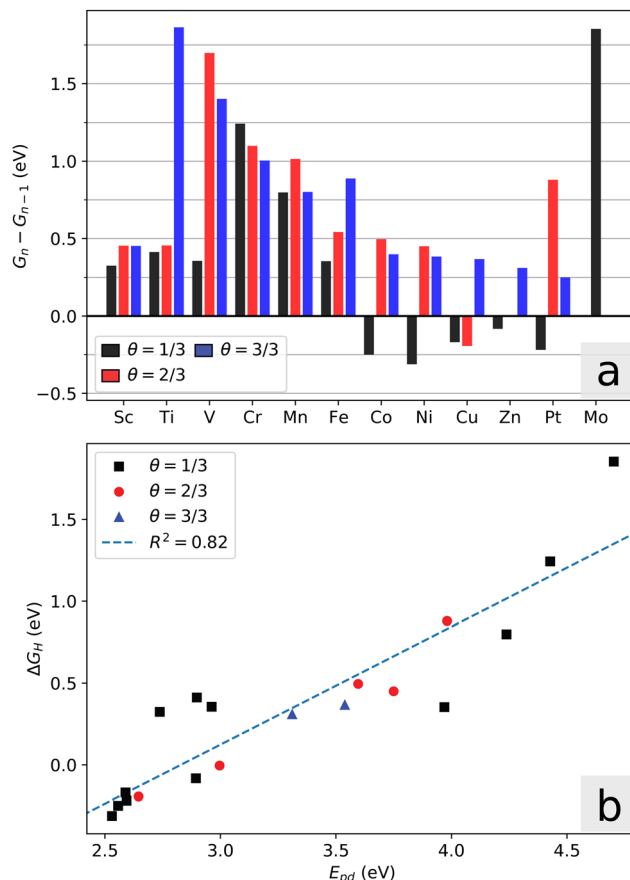 1.5
1.0
0.5
0.0
−0.5
G_n − G_{n−1} (eV)
θ = 1/3
θ = 3/3
θ = 2/3
a
Sc Ti V Cr Mn Fe Co Ni Cu Zn Pt Mo
θ = 1/3
θ = 2/3
θ = 3/3
R² = 0.82
1.5
1.0
0.5
0.0
ΔG_H (eV)
b
2.5 3.0 3.5 4.0 4.5
E_{pd} (eV)